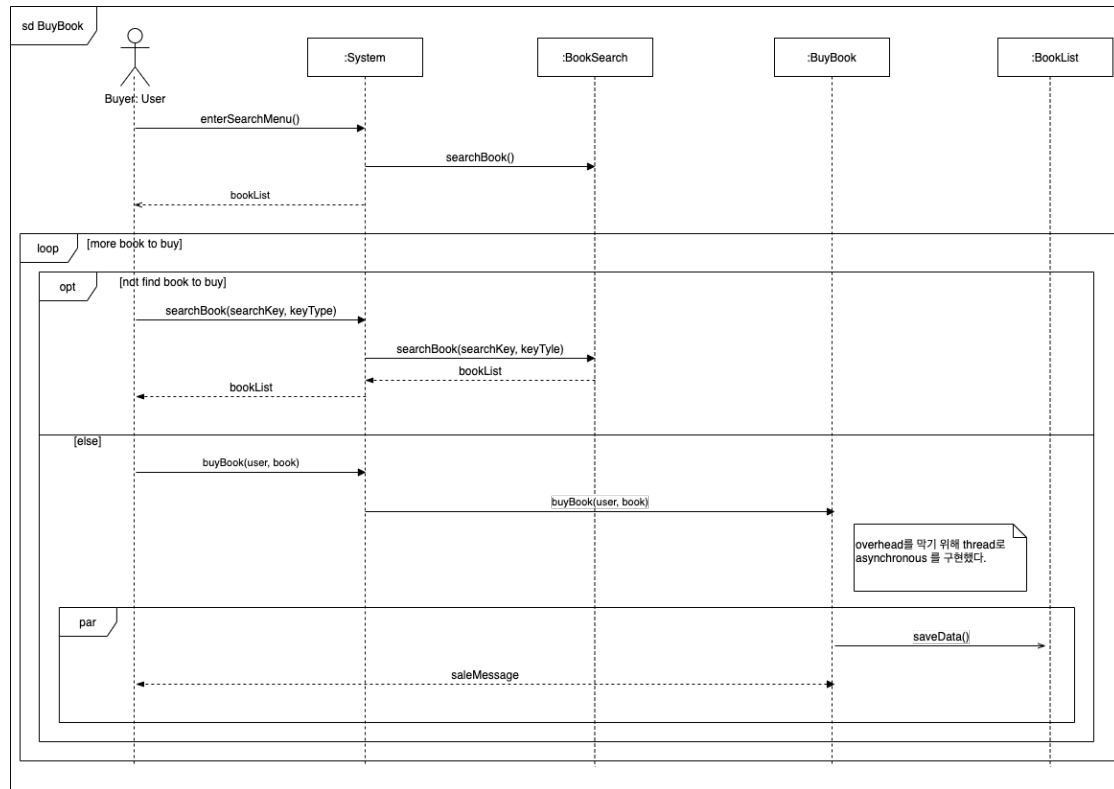 sd BuyBook
:System
:BookSearch
:BuyBook
:BookList
Buyer: User
enterSearchMenu()
searchBook()
bookList
loop
[more book to buy]
opt
[not find book to buy]
searchBook(searchKey, keyType)
searchBook(searchKey, keyTyle)
bookList
bookList
[else]
buyBook(user, book)
buyBook(user, book)
overhead를 막기 위해 thread로
asynchronous 를 구현했다.
par
saveData()
saleMessage